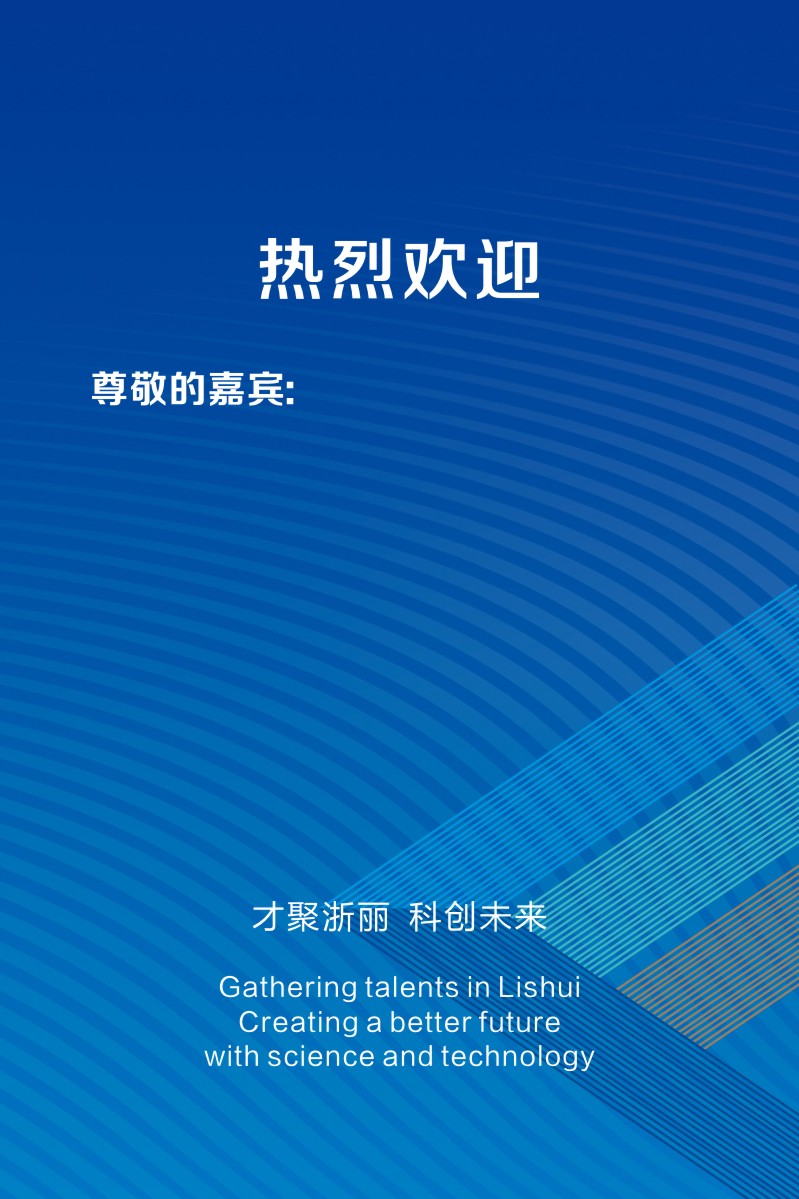 热烈欢迎
尊敬的嘉宾:
才聚浙丽 科创未来
Gathering talents in Lishui
Creating a better future
with science and technology